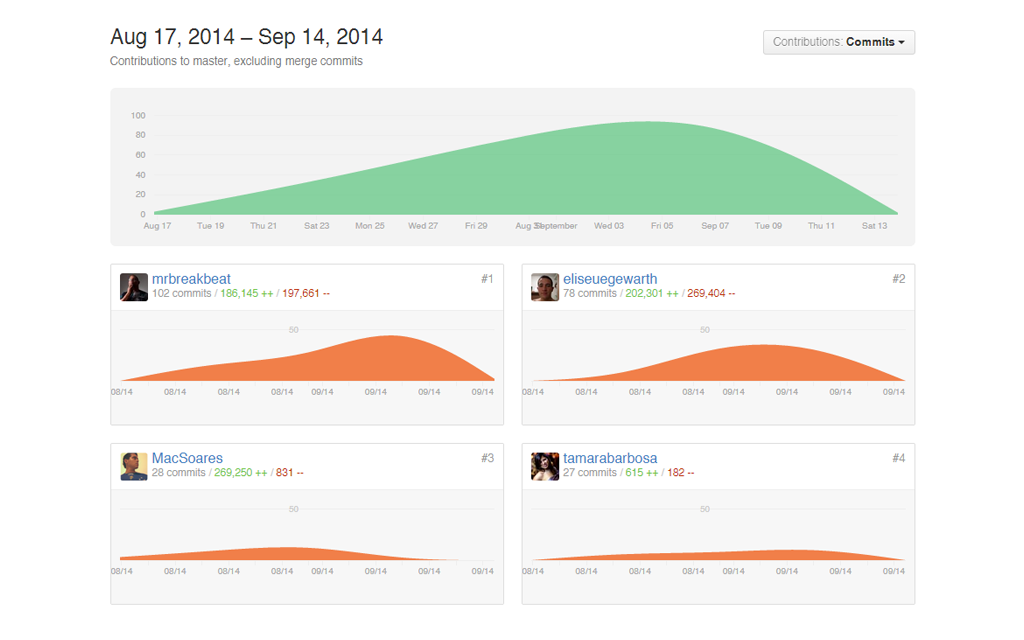 Aug 17, 2014 – Sep 14, 2014
Contributions: Commits
Contributions to master, excluding merge commits
100
80
60
40
20
0
Aug 17 Tue 19 Thu 21 Sat 23 Mon 25 Wed 27 Fri 29 Aug 31 September Wed 03 Fri 05 Sep 07 Tue 09 Thu 11 Sat 13
mrbreakbeat #1
102 commits / 186,145 ++ / 197,661 --
50
08/14 08/14 08/14 08/14 09/14 09/14 09/14 09/14
eliseuegewarth #2
78 commits / 202,301 ++ / 269,404 --
50
08/14 08/14 08/14 08/14 09/14 09/14 09/14 09/14
MacSoares #3
28 commits / 269,250 ++ / 831 --
50
08/14 08/14 08/14 08/14 09/14 09/14 09/14 09/14
tamarabarbosa #4
27 commits / 615 ++ / 182 --
50
08/14 08/14 08/14 08/14 09/14 09/14 09/14 09/14